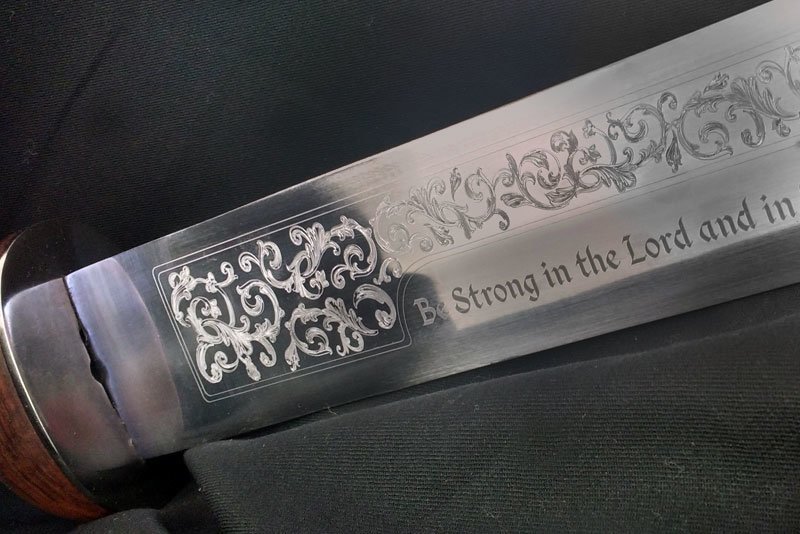 Be Strong in the Lord and in